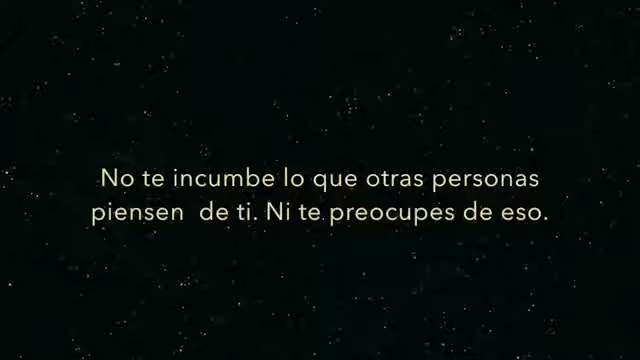 No te incumbe lo que otras personas
piensen  de ti. Ni te preocupes de eso.